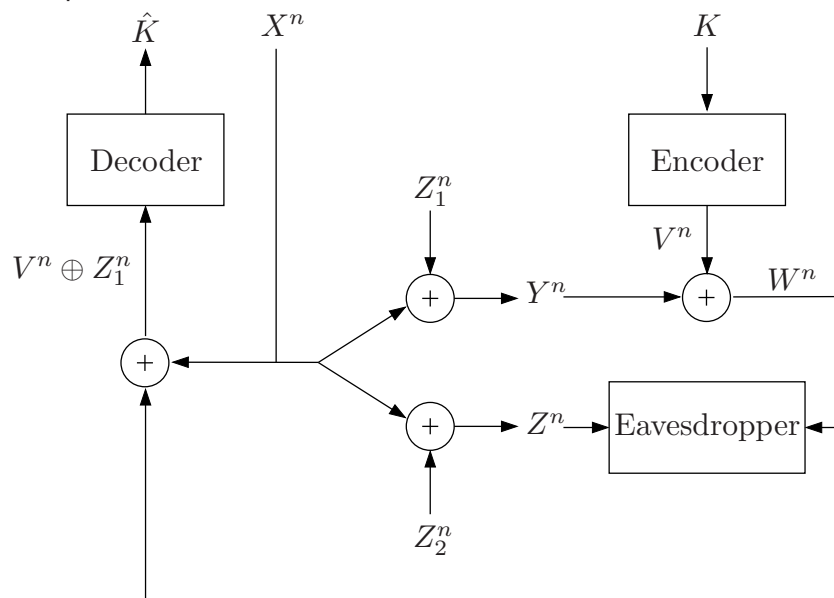 K̂
Xⁿ
K
Decoder
Encoder
Z₁ⁿ
Vⁿ
Vⁿ ⊕ Z₁ⁿ
Wⁿ
+
Yⁿ
+
+
+
Zⁿ
Eavesdropper
Z₂ⁿ